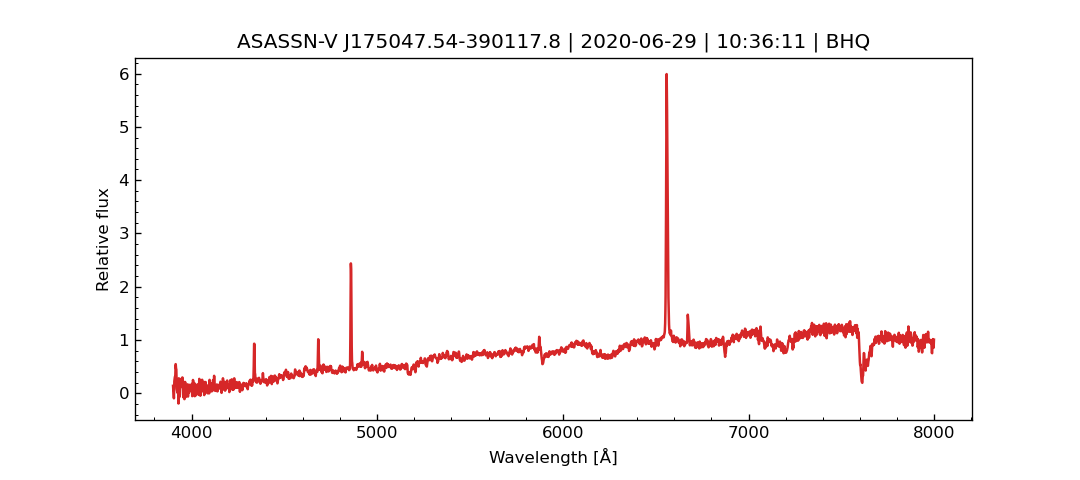 ASASSN-V J175047.54-390117.8 | 2020-06-29 | 10:36:11 | BHQ
6
5
4
3
2
1
0
Relative flux
4000 5000 6000 7000 8000
Wavelength [Å]